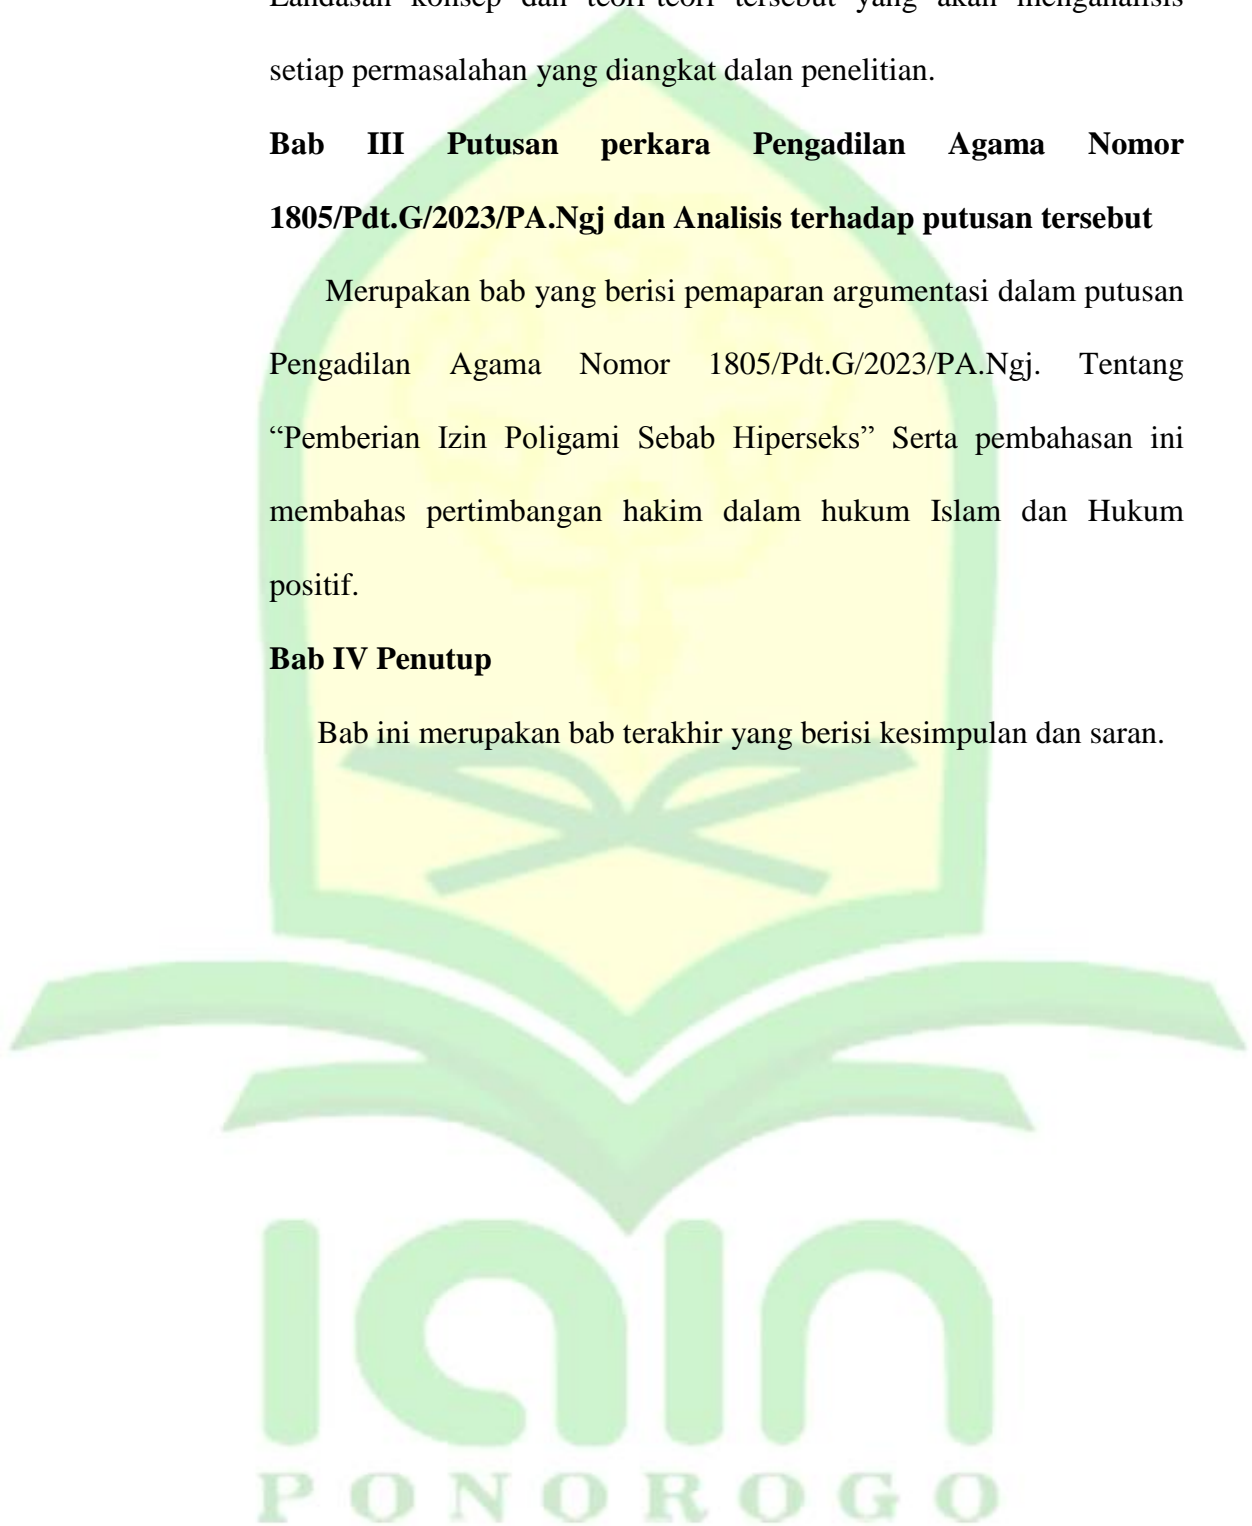 Landasan konsep dan teori-teori tersebut yang akan menganalisis
setiap permasalahan yang diangkat dalan penelitian.
Bab III Putusan perkara Pengadilan Agama Nomor
1805/Pdt.G/2023/PA.Ngj dan Analisis terhadap putusan tersebut
Merupakan bab yang berisi pemaparan argumentasi dalam putusan
Pengadilan Agama Nomor 1805/Pdt.G/2023/PA.Ngj. Tentang
“Pemberian Izin Poligami Sebab Hiperseks” Serta pembahasan ini
membahas pertimbangan hakim dalam hukum Islam dan Hukum
positif.
Bab IV Penutup
Bab ini merupakan bab terakhir yang berisi kesimpulan dan saran.
iain
PONOROGO